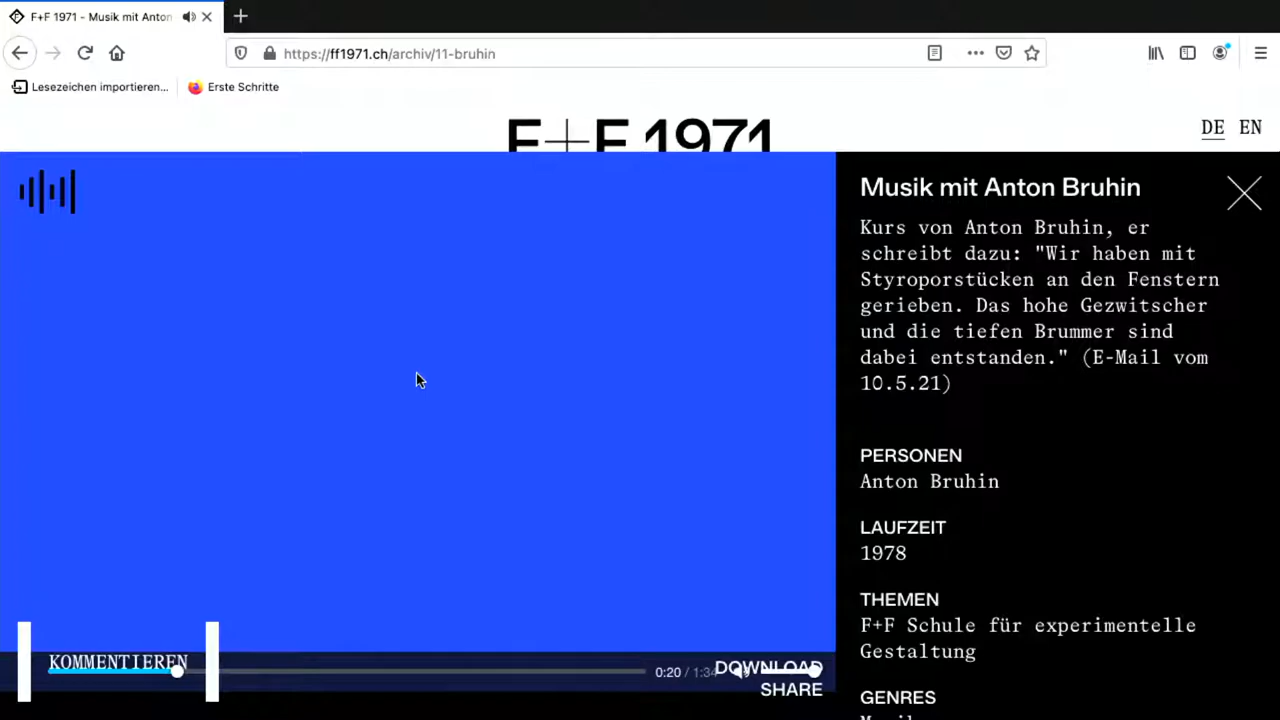 F+F 1971 - Musik mit Anton
https://ff1971.ch/archiv/11-bruhin
Lesezeichen importieren...
Erste Schritte
F+F 1971
DE EN
Musik mit Anton Bruhin
Kurs von Anton Bruhin, er
schreibt dazu: "Wir haben mit
Styroporstücken an den Fenstern
gerieben. Das hohe Gezwitscher
und die tiefen Brummer sind
dabei entstanden." (E-Mail vom
10.5.21)
PERSONEN
Anton Bruhin
LAUFZEIT
1978
THEMEN
F+F Schule für experimentelle
Gestaltung
GENRES
Musik
KOMMENTIEREN
0:20 / 1:34
DOWNLOAD
SHARE